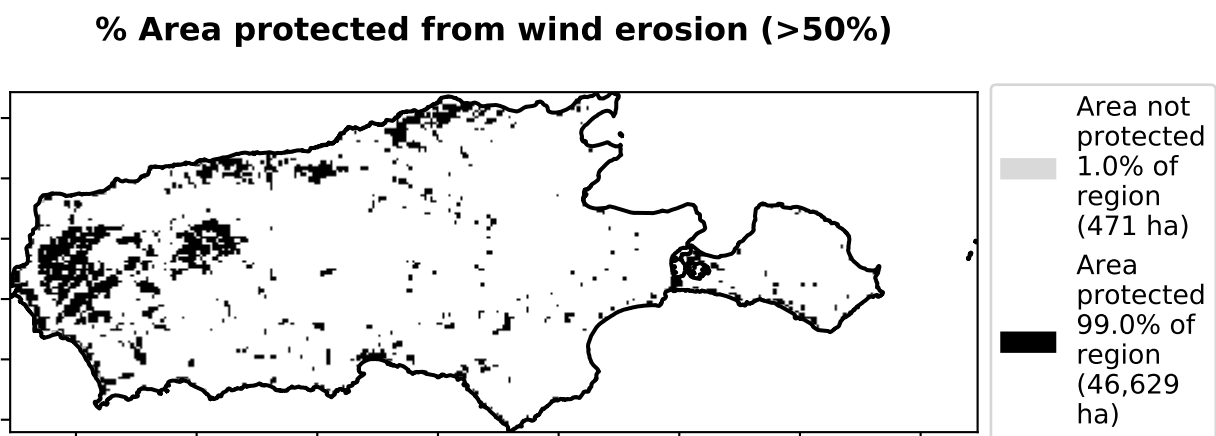 % Area protected from wind erosion (>50%)
Area not
protected
1.0% of
region
(471 ha)
Area
protected
99.0% of
region
(46,629
ha)